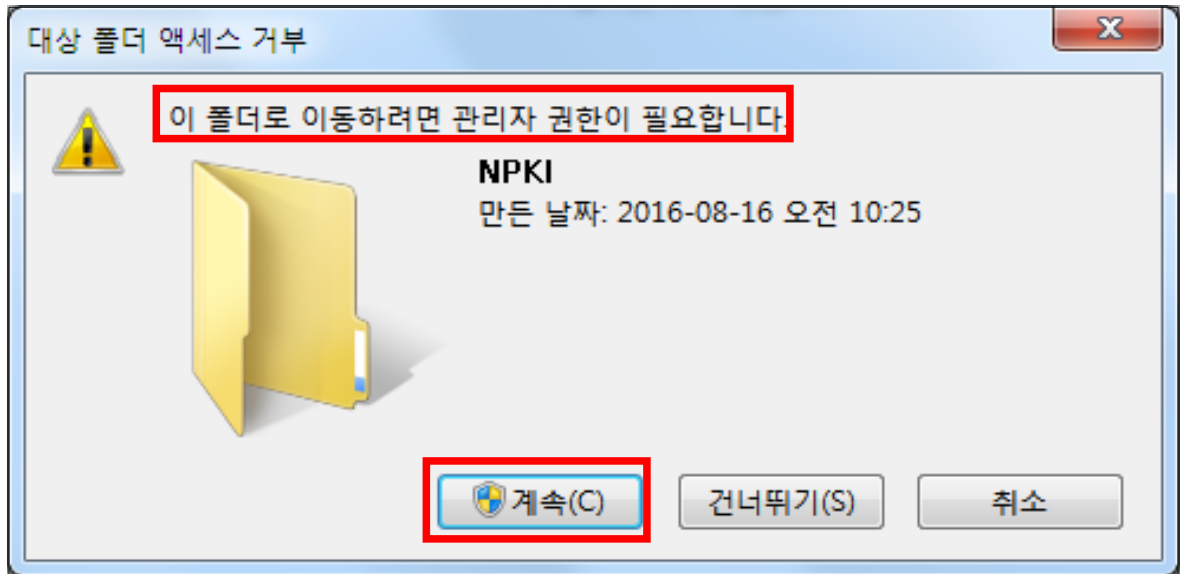 대상 폴더 액세스 거부
이 폴더로 이동하려면 관리자 권한이 필요합니다.
NPKI
만든 날짜: 2016-08-16 오전 10:25
계속(C) 건너뛰기(S) 취소